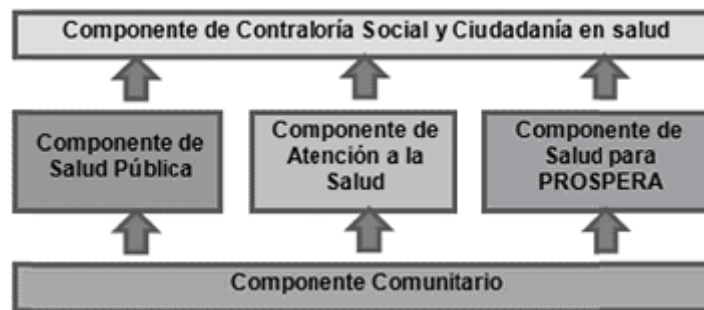 Componente de Contraloría Social y Ciudadanía en salud
Componente de
Salud Pública
Componente de
Atención a la
Salud
Componente de
Salud para
PROSPERA
Componente Comunitario